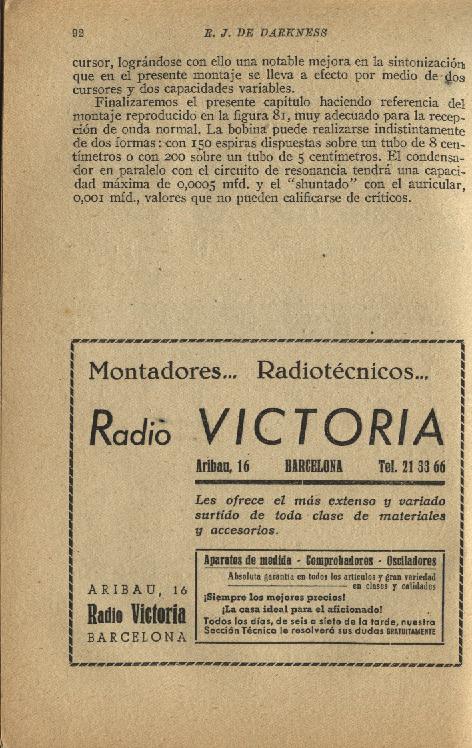 92 E. J. DE DARKNESS
cursor, lográndose con ello una notable mejora en la sintonización
que en el presente montaje se lleva a efecto por medio de dos
cursores y dos capacidades variables.
Finalizaremos el presente capítulo haciendo referencia del
montaje reproducido en la figura 81, muy adecuado para la recep-
ción de onda normal. La bobina puede realizarse indistintamente
de dos formas: con 150 espiras dispuestas sobre un tubo de 8 cen-
tímetros o con 200 sobre un tubo de 5 centímetros. El condensa-
dor en paralelo con el circuito de resonancia tendrá una capaci-
dad máxima de 0,0005 mfd. y el "shuntado" con el auricular,
0,001 mfd., valores que no pueden calificarse de críticos.
Montadores... Radiotécnicos...
Radio VICTORIA
Aribau, 16 BARCELONA Tel. 21 33 66
Les ofrece el más extenso y variado
surtido de toda clase de materiales
y accesorios.
Aparatos de medida - Comprobadores - Osciladores
Absoluta garantía en todos los artículos y gran variedad
en clases y calidades
¡Siempre los mejores precios!
¡La casa ideal para el aficionado!
Todos los días, de seis a siete de la tarde, nuestra
Sección Técnica le resolverá sus dudas GRATUITAMENTE
ARIBAU, 16
Radio Victoria
BARCELONA